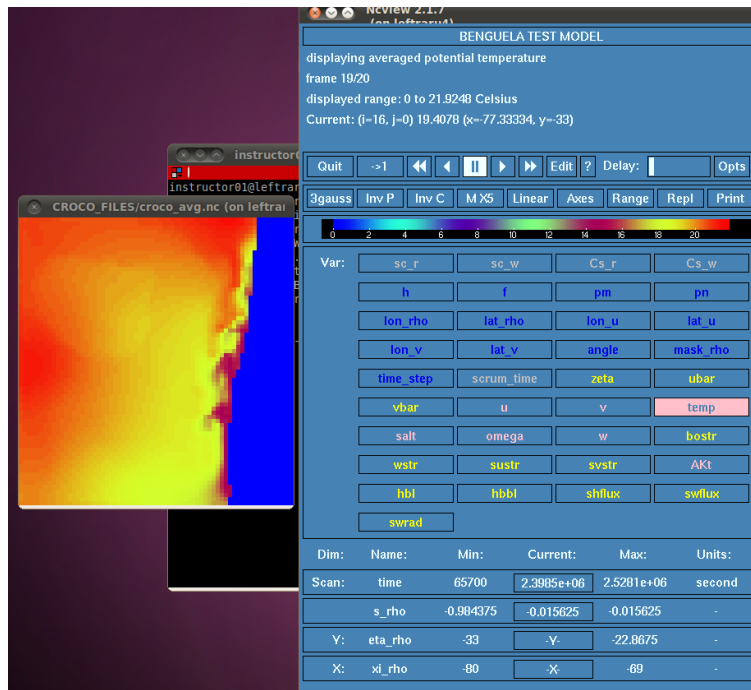 Ncview 2.1.7
(on leftraru4)
BENGUELA TEST MODEL
displaying averaged potential temperature
frame 19/20
displayed range: 0 to 21.9248 Celsius
Current: (i=16, j=0) 19.4078 (x=-77.33334, y=-33)
Quit ->1 Edit ? Delay: Opts
3gauss Inv P Inv C M X5 Linear Axes Range Repl Print
0 2 4 6 8 10 12 14 16 18 20
Var: sc_r sc_w Cs_r Cs_w
h f pm pn
lon_rho lat_rho lon_u lat_u
lon_v lat_v angle mask_rho
time_step scrum_time zeta ubar
vbar u v temp
salt omega w bostr
wstr sustr svstr AKt
hbl hbbl shflux swflux
swrad
Dim: Name: Min: Current: Max: Units:
Scan: time 65700 2.3985e+06 2.5281e+06 second
s_rho -0.984375 -0.015625 -0.015625 -
Y: eta_rho -33 -Y- -22.8675 -
X: xi_rho -80 -X- -69 -
instructor0
instructor01@leftrar
CROCO_FILES/croco_avg.nc (on leftrar